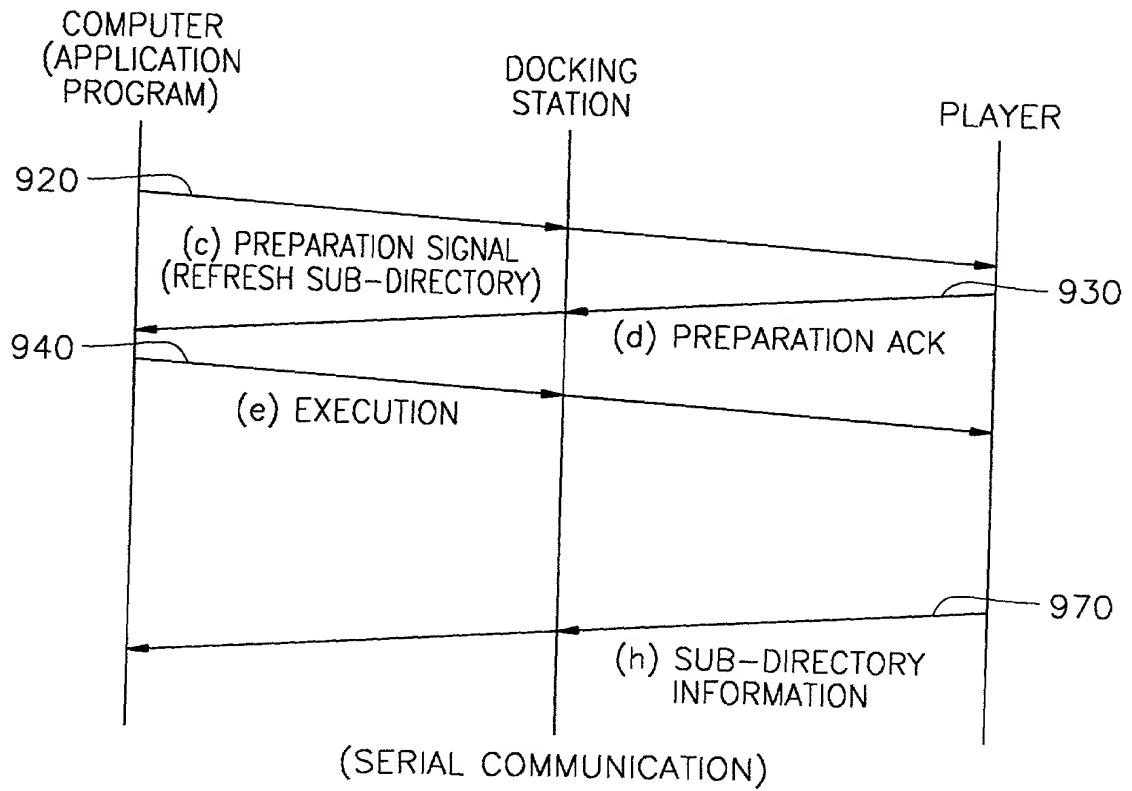 COMPUTER
(APPLICATION
PROGRAM)
DOCKING
STATION
PLAYER
920
(c) PREPARATION SIGNAL
(REFRESH SUB-DIRECTORY)
930
(d) PREPARATION ACK
940
(e) EXECUTION
970
(h) SUB-DIRECTORY
INFORMATION
(SERIAL COMMUNICATION)